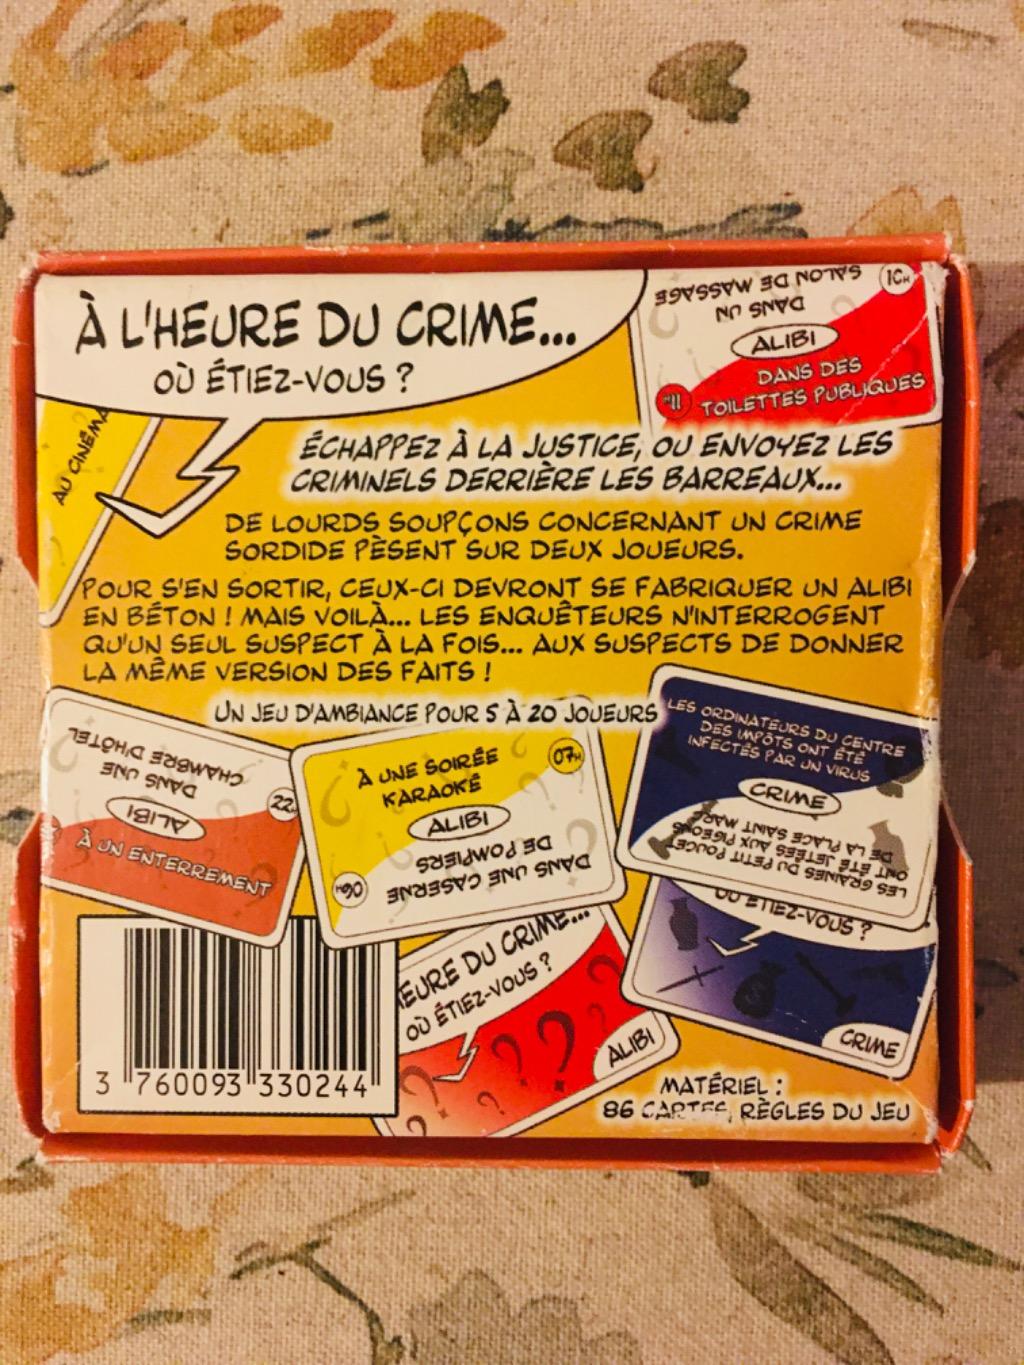 À L'HEURE DU CRIME...
OÙ ÉTIEZ-VOUS ?
10H
DANS UN
SALON DE MASSAGE
ALIBI
DANS DES
TOILETTES PUBLIQUES
11H
AU CINÉMA
ÉCHAPPEZ À LA JUSTICE, OU ENVOYEZ LES
CRIMINELS DERRIÈRE LES BARREAUX...
DE LOURDS SOUPÇONS CONCERNANT UN CRIME
SORDIDE PÈSENT SUR DEUX JOUEURS.
POUR S'EN SORTIR, CEUX-CI DEVRONT SE FABRIQUER UN ALIBI
EN BÉTON ! MAIS VOILÀ... LES ENQUÊTEURS N'INTERROGENT
QU'UN SEUL SUSPECT À LA FOIS... AUX SUSPECTS DE DONNER
LA MÊME VERSION DES FAITS !
UN JEU D'AMBIANCE POUR 5 À 20 JOUEURS
DANS UNE
CHAMBRE D'HÔTEL
22H
ALIBI
À UN ENTERREMENT
À UNE SOIRÉE
KARAOKÉ
07H
ALIBI
DANS UNE CASERNE
DE POMPIERS
06H
LES ORDINATEURS DU CENTRE
DES IMPÔTS ONT ÉTÉ
INFECTÉS PAR UN VIRUS
CRIME
LES GRAINES DU PETIT POUCET
ONT ÉTÉ JETÉES AUX PIGEONS
DE LA PLACE SAINT MARC
OÙ ÉTIEZ-VOUS ?
CRIME
HEURE DU CRIME...
OÙ ÉTIEZ-VOUS ?
ALIBI
3 760093 330244
MATÉRIEL :
86 CARTES, RÈGLES DU JEU